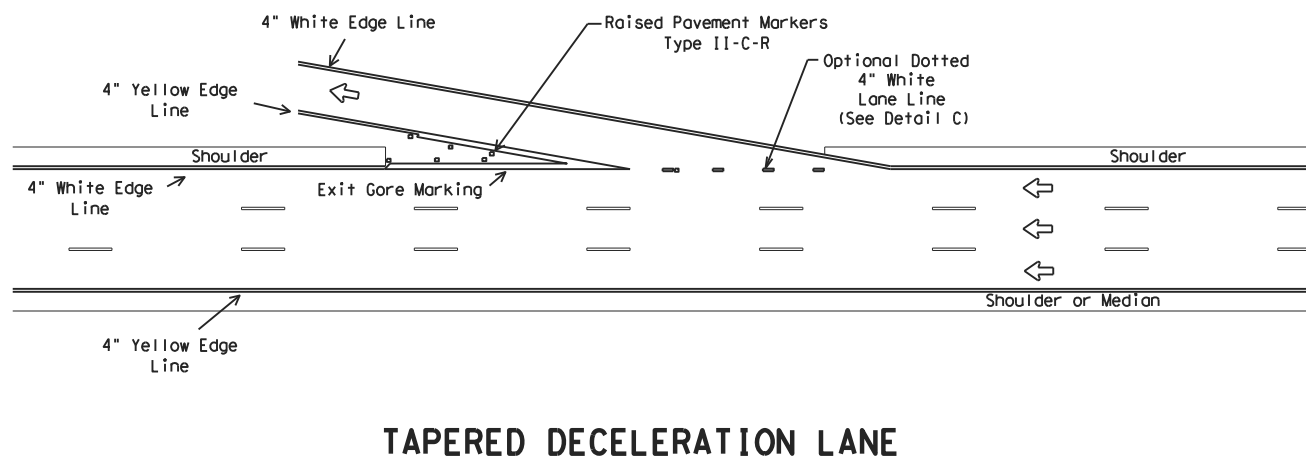 4" White Edge Line
Raised Pavement Markers
Type II-C-R
Optional Dotted
4" White
Lane Line
(See Detail C)
4" Yellow Edge
Line
Shoulder
Shoulder
4" White Edge
Line
Exit Gore Marking
Shoulder or Median
4" Yellow Edge
Line
TAPERED DECELERATION LANE